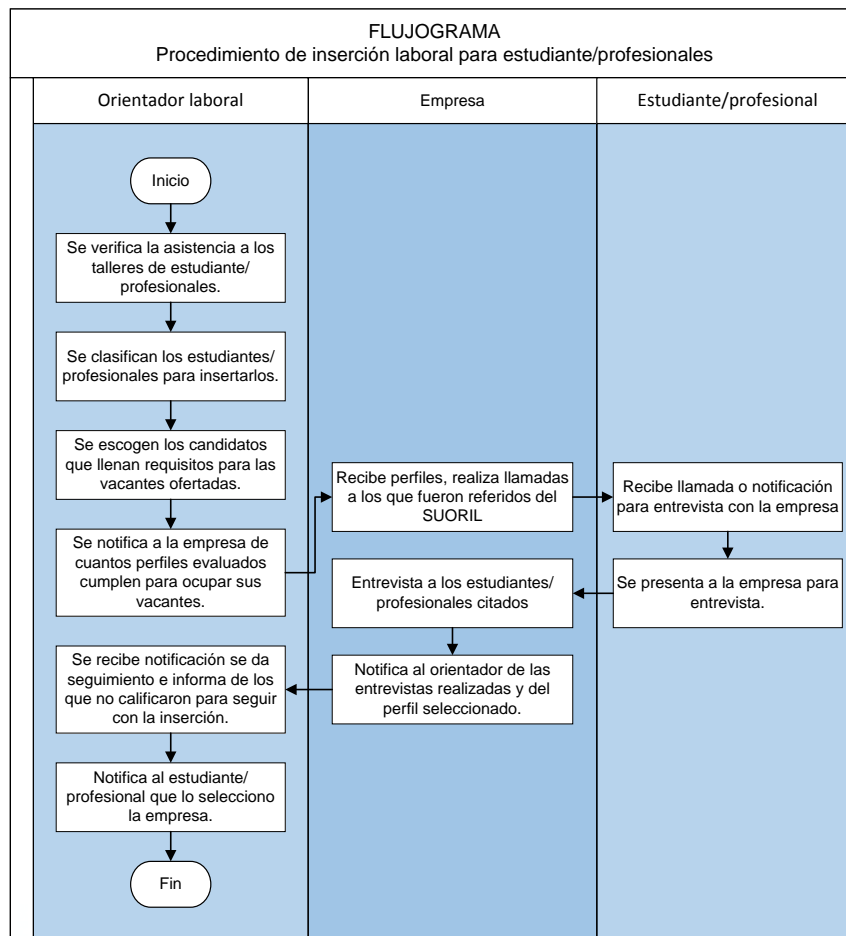 FLUJOGRAMA
Procedimiento de inserción laboral para estudiante/profesionales
Orientador laboral
Empresa
Estudiante/profesional
Inicio
Se verifica la asistencia a los
talleres de estudiante/
profesionales.
Se clasifican los estudiantes/
profesionales para insertarlos.
Se escogen los candidatos
que llenan requisitos para las
vacantes ofertadas.
Se notifica a la empresa de
cuantos perfiles evaluados
cumplen para ocupar sus
vacantes.
Recibe perfiles, realiza llamadas
a los que fueron referidos del
SUORIL
Recibe llamada o notificación
para entrevista con la empresa
Se presenta a la empresa para
entrevista.
Entrevista a los estudiantes/
profesionales citados
Notifica al orientador de las
entrevistas realizadas y del
perfil seleccionado.
Se recibe notificación se da
seguimiento e informa de los
que no calificaron para seguir
con la inserción.
Notifica al estudiante/
profesional que lo selecciono
la empresa.
Fin